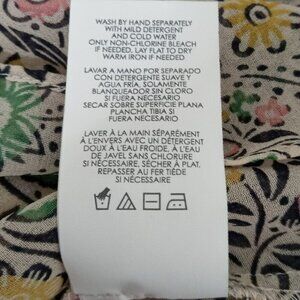 WASH BY HAND SEPARATELY
WITH MILD DETERGENT
AND COLD WATER
ONLY NON-CHLORINE BLEACH
IF NEEDED, LAY FLAT TO DRY
WARM IRON IF NEEDED
LAVAR A MANO POR SEPARADO
CON DETERGENTE SUAVE Y
AGUA FRÍA. SOLAMENTE
BLANQUEADOR SIN CLORO
SI FUERA NECESARIO
SECAR SOBRE SUPERFICIE PLANA
PLANCHA TIBIA SI
FUERA NECESARIO
LAVER À LA MAIN SÉPARÉMENT
À L'ENVERS AVEC UN DÉTERGENT
DOUX À L'EAU FROIDE. À L'EAU
DE JAVEL SANS CHLORURE
SI NÉCESSAIRE, SÉCHER À PLAT,
REPASSER AU FER TIÈDE
SI NÉCESSAIRE